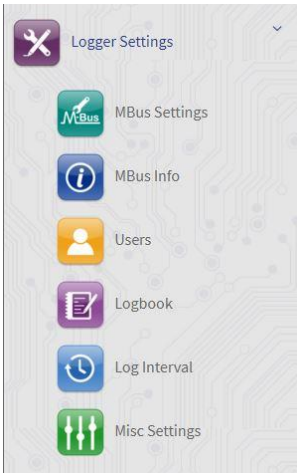 Logger Settings
MBus
MBus Settings
MBus Info
Users
Logbook
Log Interval
Misc Settings